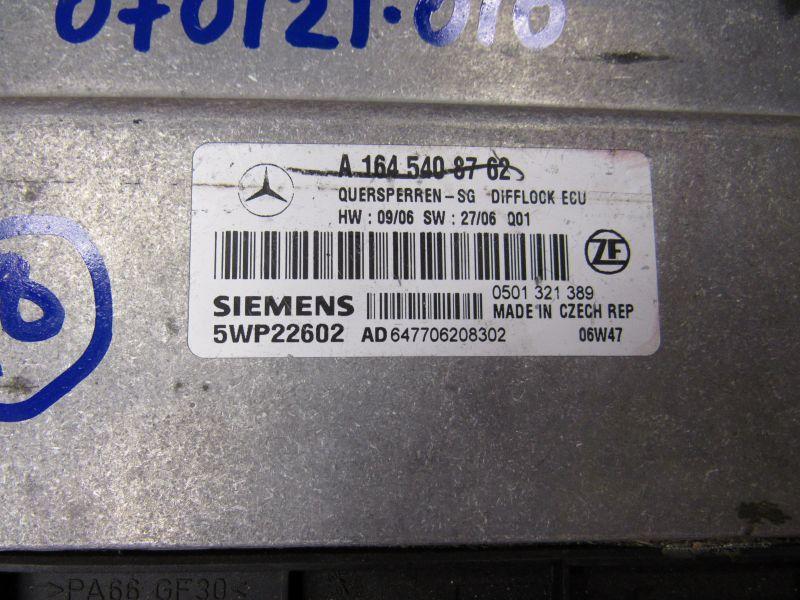 070121-010
A 164 540 87 62
QUERSPERREN-SG DIFFLOCK ECU
HW : 09/06 SW : 27/06 Q01
ZF
SIEMENS
0501 321 389
MADE IN CZECH REP
5WP22602 AD 647706208302 06W47
>PA66 GF30<